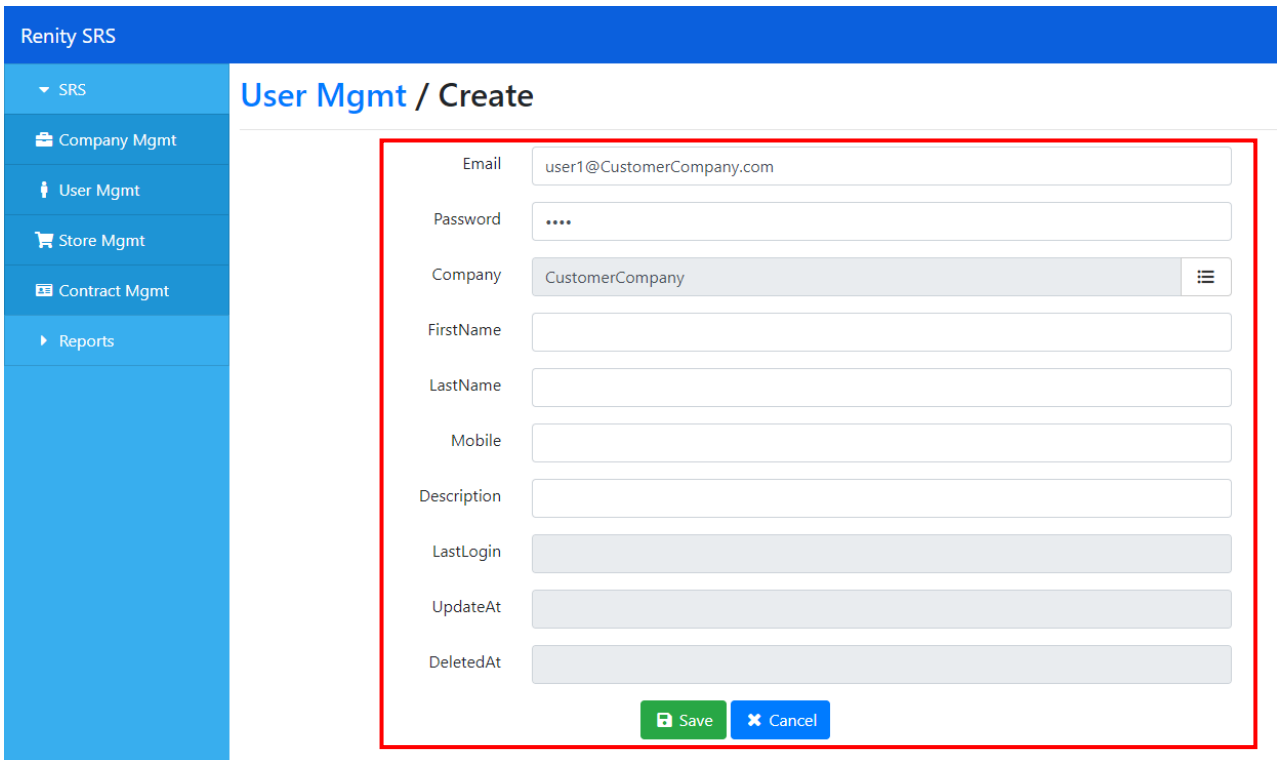 Renity SRS
SRS
Company Mgmt
User Mgmt
Store Mgmt
Contract Mgmt
Reports
User Mgmt / Create
Email user1@CustomerCompany.com
Password ••••
Company CustomerCompany
FirstName
LastName
Mobile
Description
LastLogin
UpdateAt
DeletedAt
Save Cancel